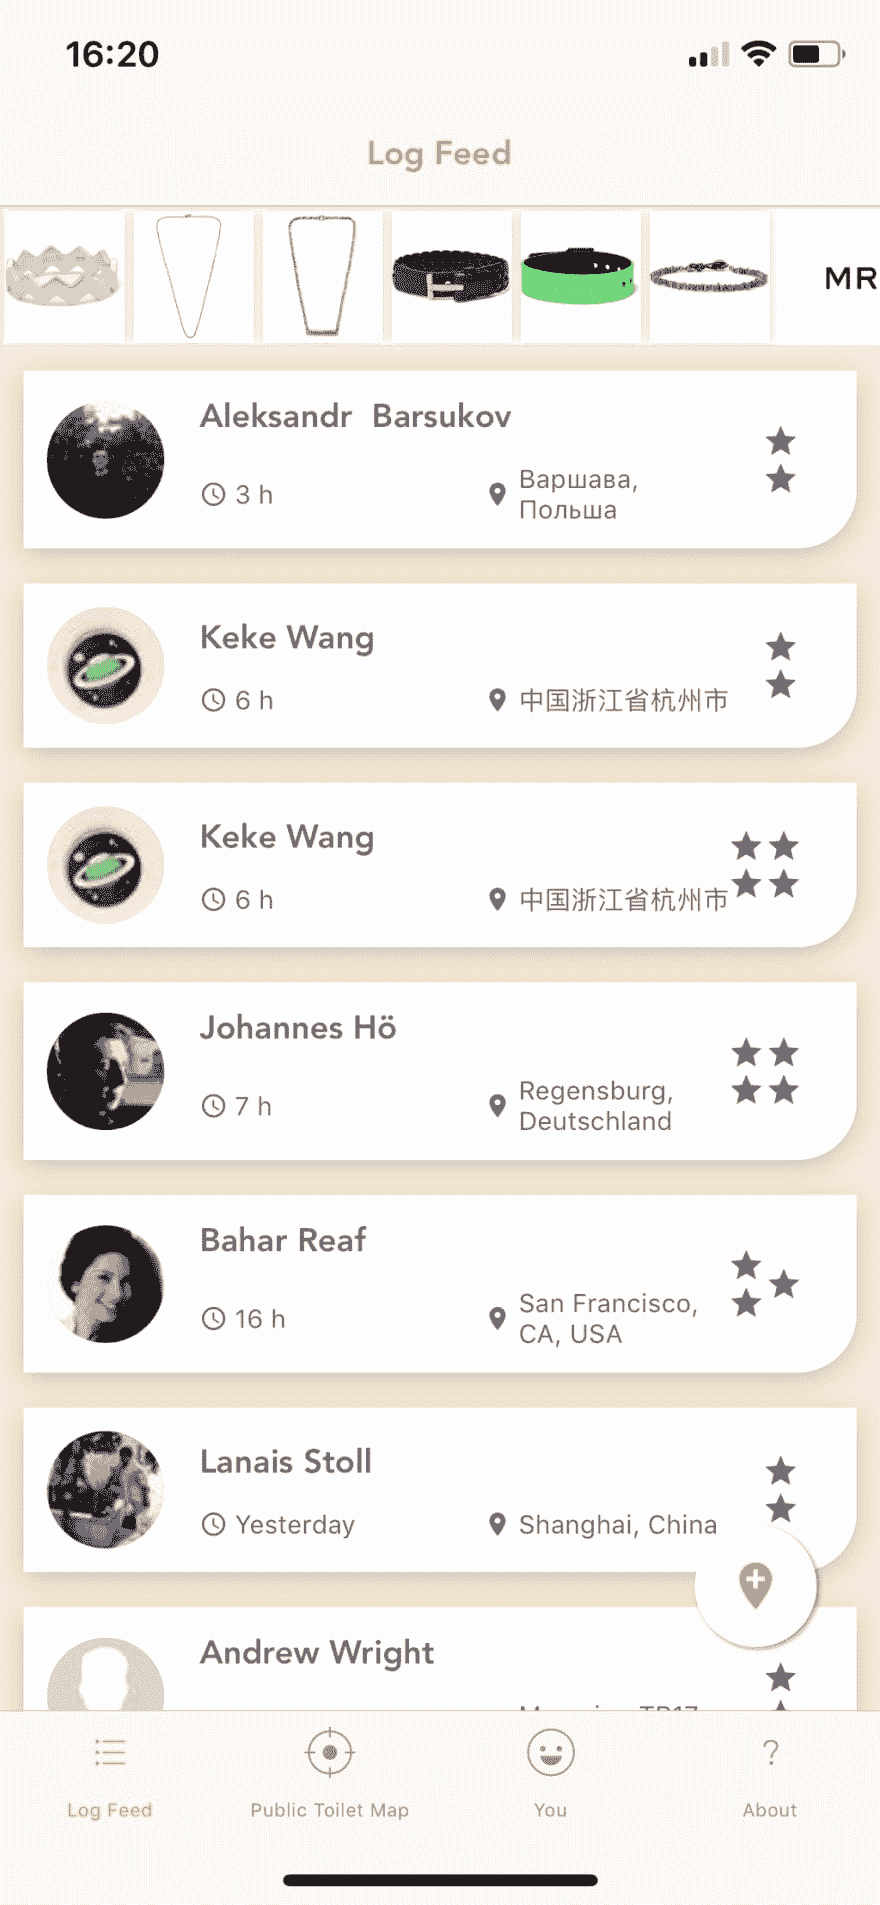 16:20
Log Feed
MR
Aleksandr Barsukov
3 h
Варшава,
Польша
Keke Wang
6 h
中国浙江省杭州市
Keke Wang
6 h
中国浙江省杭州市
Johannes Hö
7 h
Regensburg,
Deutschland
Bahar Reaf
16 h
San Francisco,
CA, USA
Lanais Stoll
Yesterday
Shanghai, China
Andrew Wright
Log Feed
Public Toilet Map
You
?
About